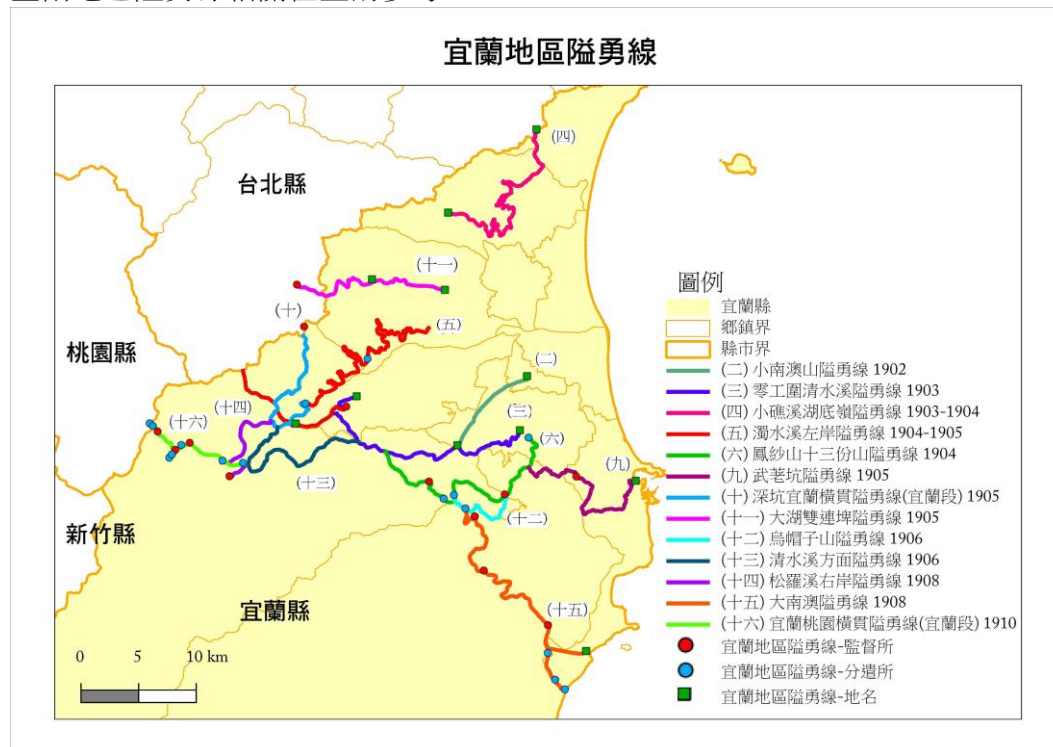 宜蘭地區隘勇線
(四)
台北縣
(十一)
(十)
(五)
桃園縣
(二)
(十四)
(十六)
(三)
(六)
(十三)
(九)
(十二)
新竹縣
宜蘭縣
(十五)
0 5 10 km
圖例
宜蘭縣
鄉鎮界
縣市界
(二) 小南澳山隘勇線 1902
(三) 零工圍清水溪隘勇線 1903
(四) 小礁溪湖底嶺隘勇線 1903-1904
(五) 濁水溪左岸隘勇線 1904-1905
(六) 鳳紗山十三份山隘勇線 1904
(九) 武荖坑隘勇線 1905
(十) 深坑宜蘭橫貫隘勇線(宜蘭段) 1905
(十一) 大湖雙連埤隘勇線 1905
(十二) 烏帽子山隘勇線 1906
(十三) 清水溪方面隘勇線 1906
(十四) 松羅溪右岸隘勇線 1908
(十五) 大南澳隘勇線 1908
(十六) 宜蘭桃園橫貫隘勇線(宜蘭段) 1910
宜蘭地區隘勇線-監督所
宜蘭地區隘勇線-分遣所
宜蘭地區隘勇線-地名